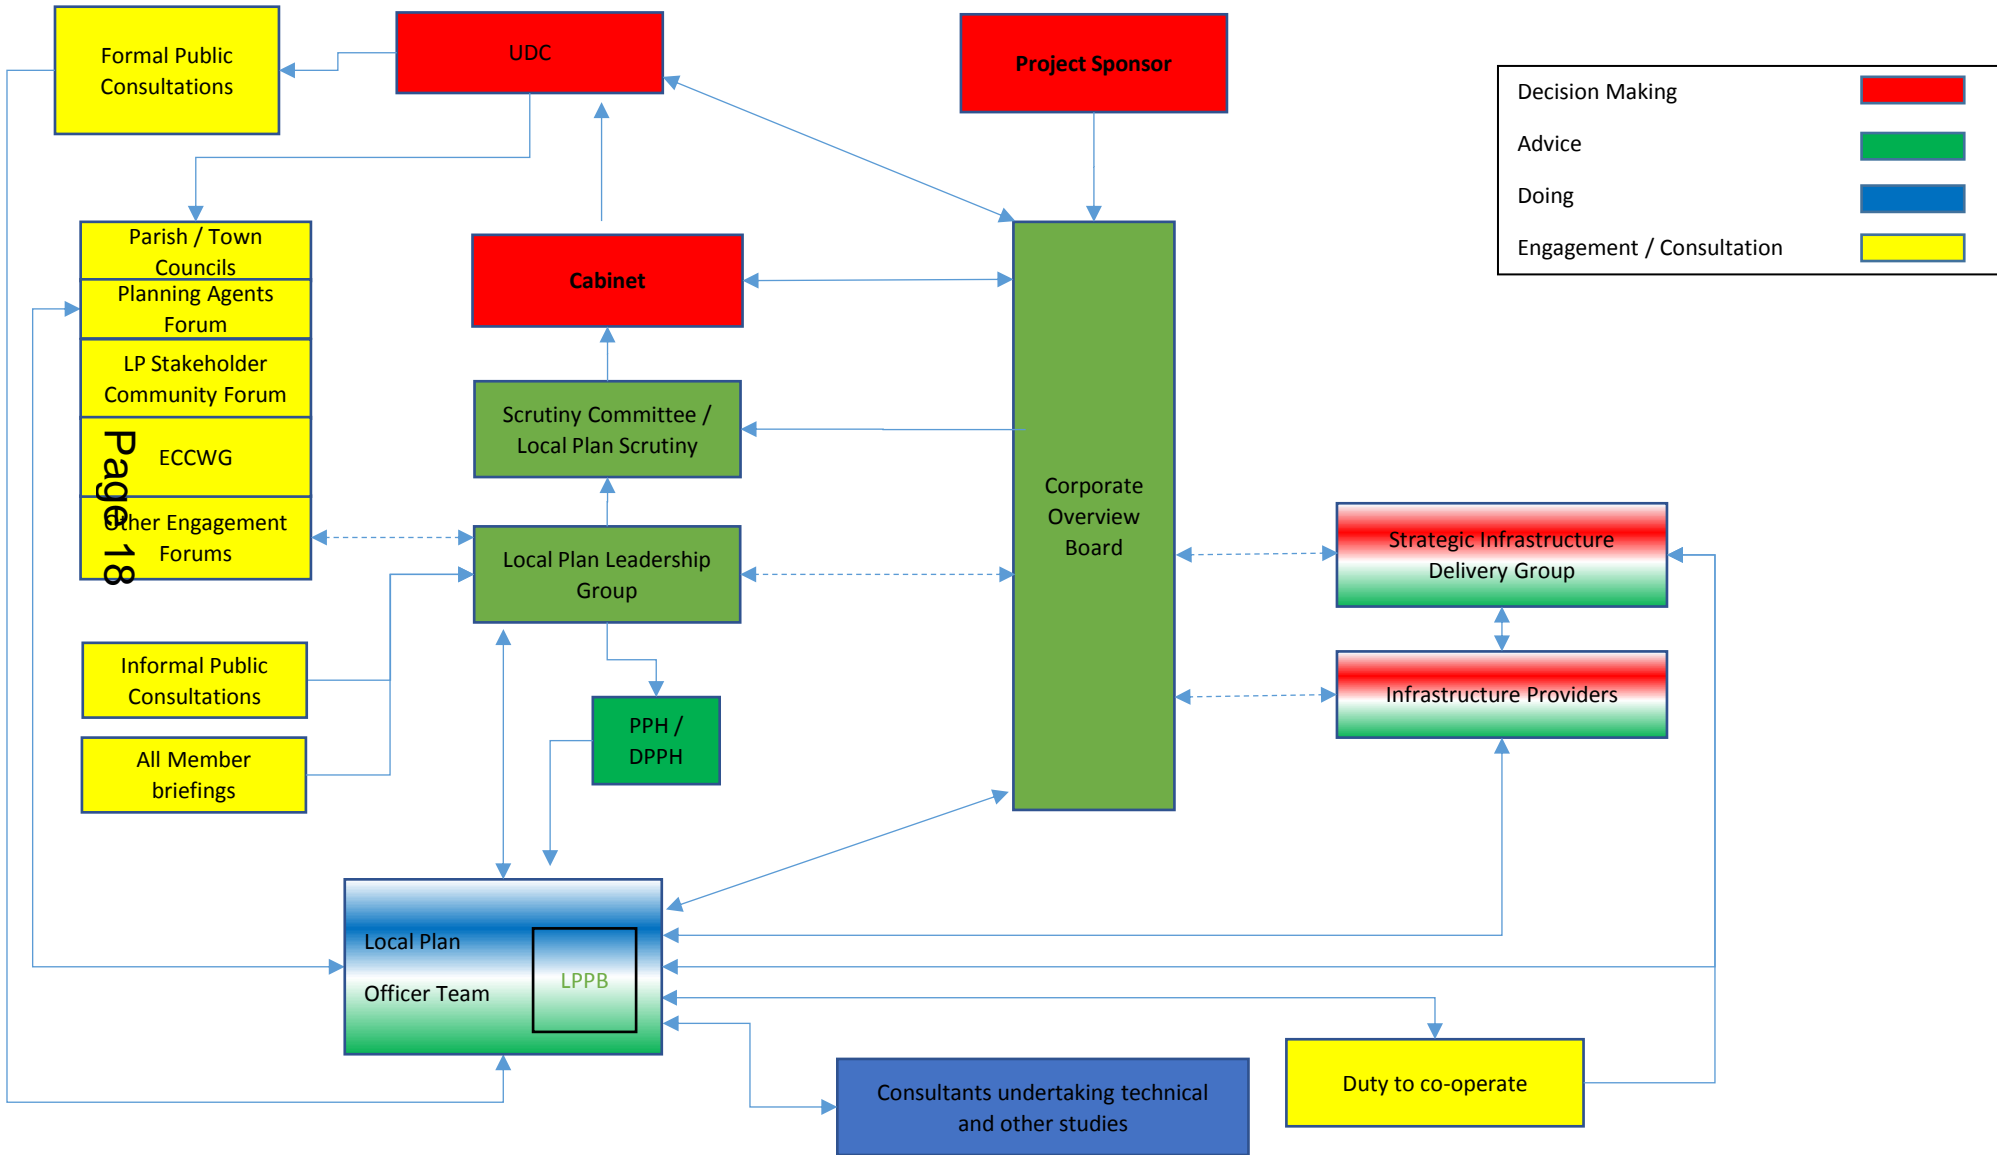 Formal Public
Consultations
UDC
Project Sponsor
Decision Making
Advice
Doing
Engagement / Consultation
Parish / Town
Councils
Planning Agents
Forum
LP Stakeholder
Community Forum
ECCWG
Other Engagement
Forums
Page 18
Cabinet
Scrutiny Committee /
Local Plan Scrutiny
Local Plan Leadership
Group
Corporate
Overview
Board
Strategic Infrastructure
Delivery Group
Infrastructure Providers
Informal Public
Consultations
All Member
briefings
PPH /
DPPH
Local Plan
Officer Team
LPPB
Consultants undertaking technical
and other studies
Duty to co-operate